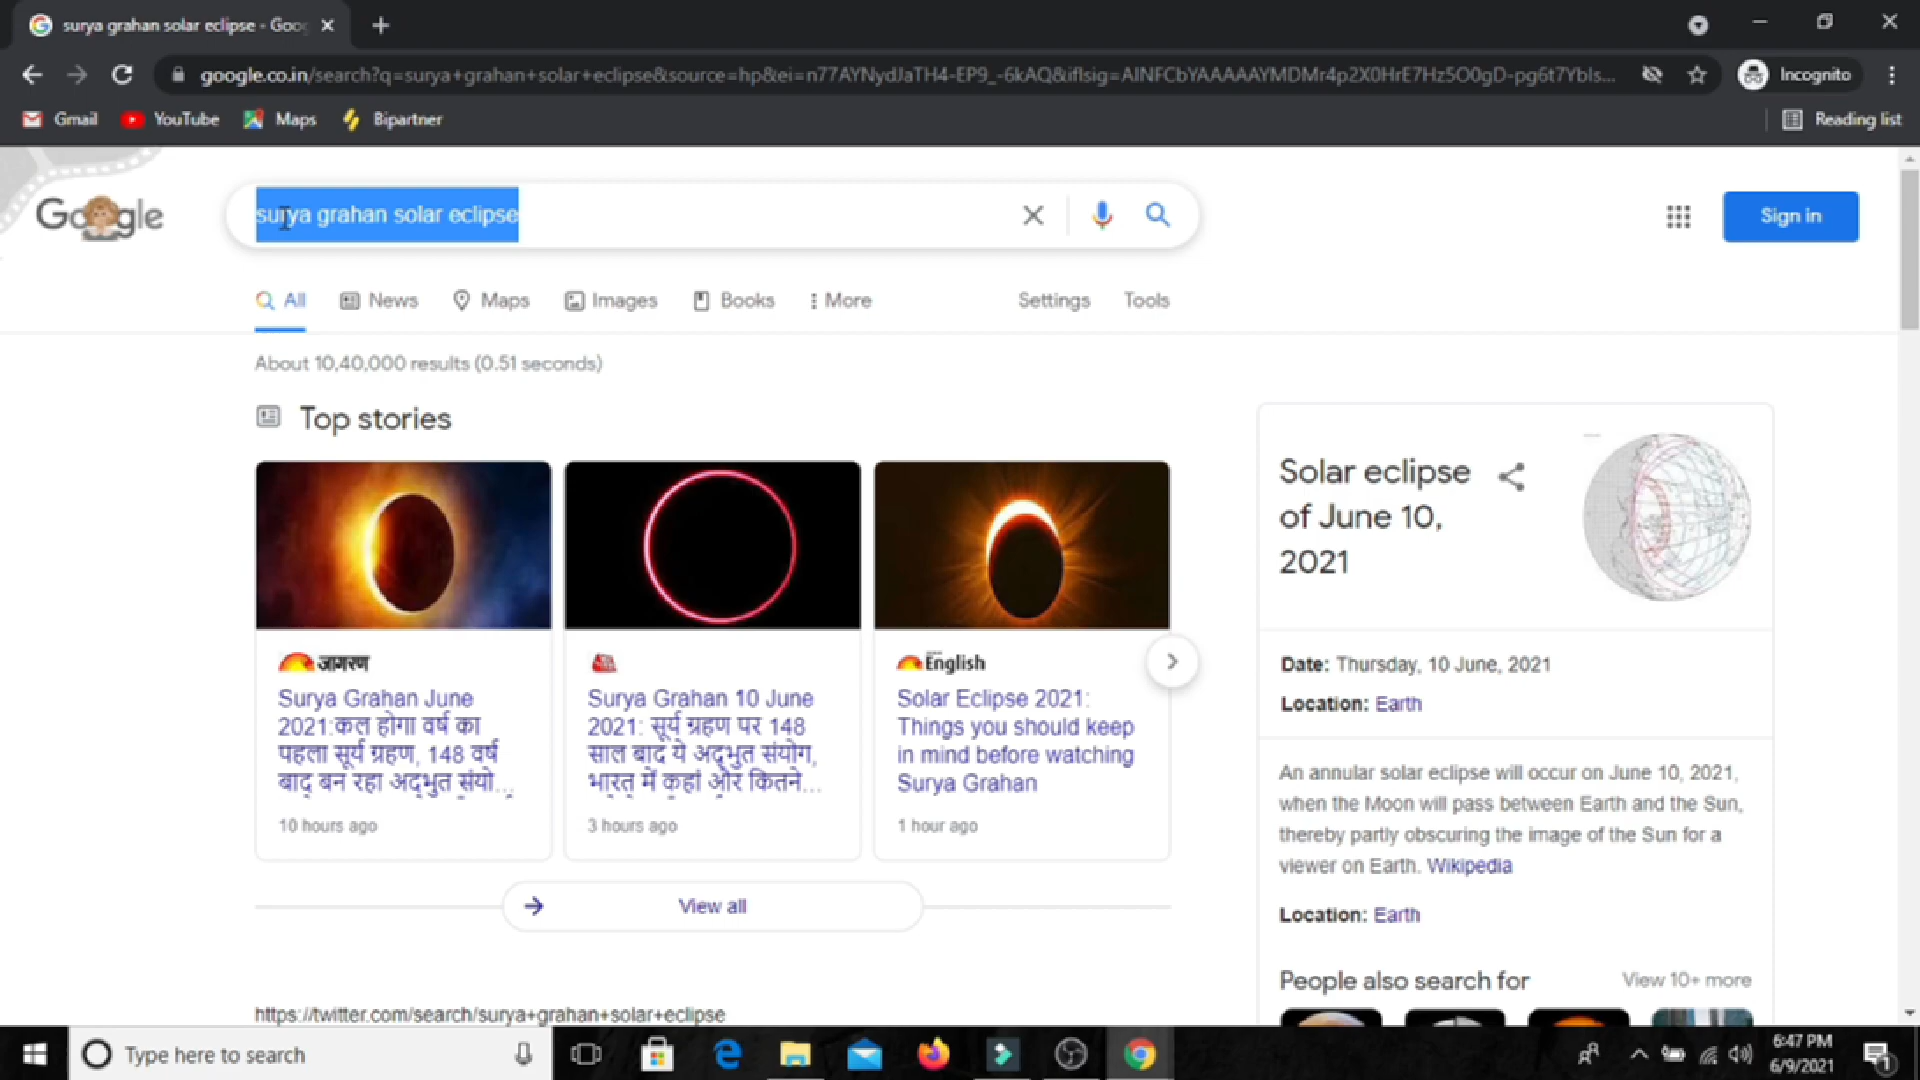 surya grahan solar eclipse - Goo
google.co.in/search?q=surya+grahan+solar+eclipse&source=hp&ei=n77AYNydJaTH4-EP9_-6kAQ&iflsig=AINFCbYAAAAAYMDMr4p2X0HrE7Hz5O0gD-pg6t7Ybls...
Incognito
Gmail
YouTube
Maps
Bipartner
Reading list
Google
surya grahan solar eclipse
Sign in
All
News
Maps
Images
Books
More
Settings
Tools
About 10,40,000 results (0.51 seconds)
Top stories
जागरण
Surya Grahan June
2021:कल होगा वर्ष का
पहला सूर्य ग्रहण, 148 वर्ष
बाद बन रहा अद्भुत संयो...
10 hours ago
Surya Grahan 10 June
2021: सूर्य ग्रहण पर 148
साल बाद ये अद्भुत संयोग,
भारत में कहां और कितने...
3 hours ago
English
Solar Eclipse 2021:
Things you should keep
in mind before watching
Surya Grahan
1 hour ago
View all
https://twitter.com/search/surya+grahan+solar+eclipse
Solar eclipse
of June 10,
2021
Date: Thursday, 10 June, 2021
Location: Earth
An annular solar eclipse will occur on June 10, 2021,
when the Moon will pass between Earth and the Sun,
thereby partly obscuring the image of the Sun for a
viewer on Earth. Wikipedia
Location: Earth
People also search for
View 10+ more
Type here to search
6:47 PM
6/9/2021
1